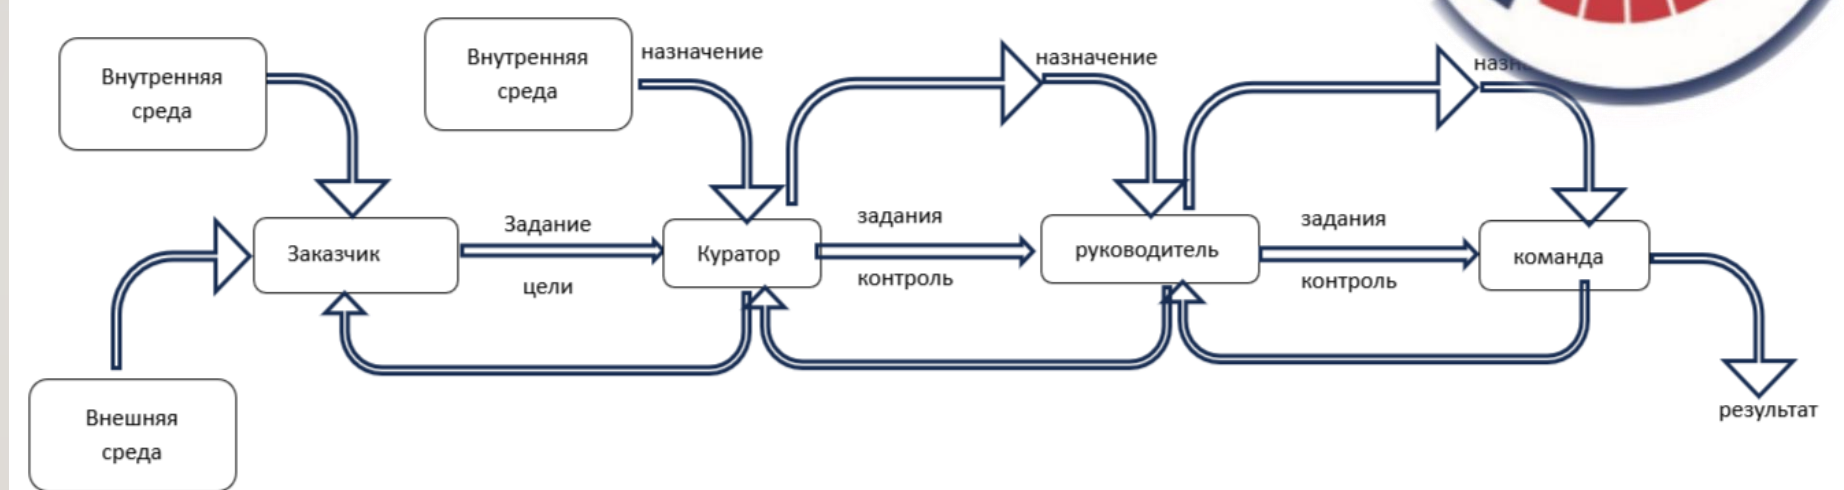 Внутренняя
среда
Внутренняя
среда
назначение
назначение
Заказчик
Задание
цели
Куратор
задания
контроль
руководитель
задания
контроль
команда
Внешняя
среда
результат